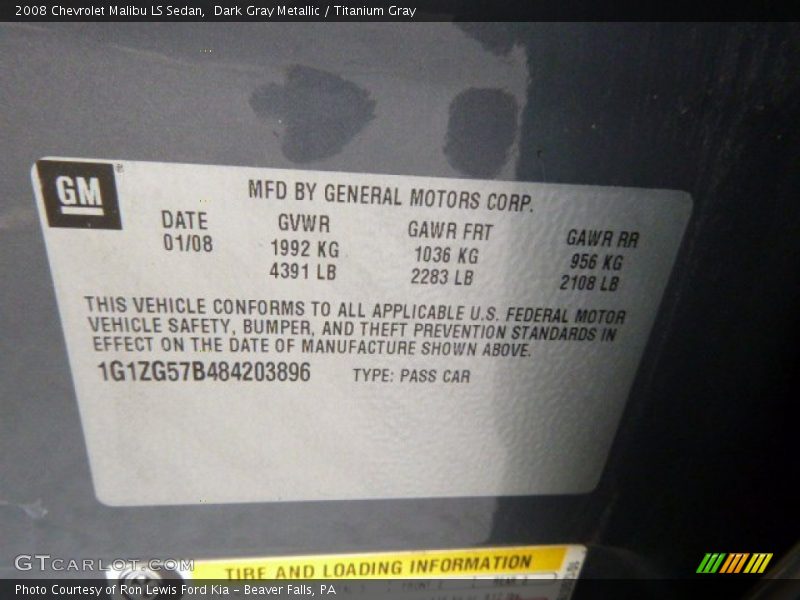 2008 Chevrolet Malibu LS Sedan,  Dark Gray Metallic / Titanium Gray
GM ®
MFD BY GENERAL MOTORS CORP.
DATE GVWR GAWR FRT GAWR RR
01/08 1992 KG 1036 KG 956 KG
4391 LB 2283 LB 2108 LB
THIS VEHICLE CONFORMS TO ALL APPLICABLE U.S. FEDERAL MOTOR
VEHICLE SAFETY, BUMPER, AND THEFT PREVENTION STANDARDS IN
EFFECT ON THE DATE OF MANUFACTURE SHOWN ABOVE.
1G1ZG57B484203896 TYPE: PASS CAR
GTCarLot.com
TIRE AND LOADING INFORMATION
Photo Courtesy of Ron Lewis Ford Kia - Beaver Falls, PA